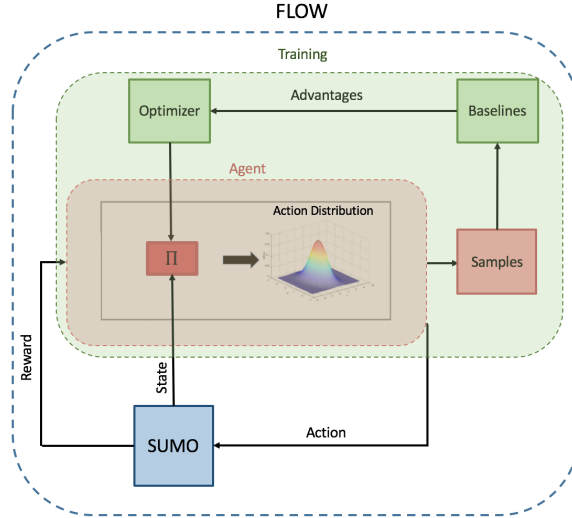 FLOW
Training
Optimizer
Advantages
Baselines
Agent
Action Distribution
Π
Samples
Reward
State
SUMO
Action